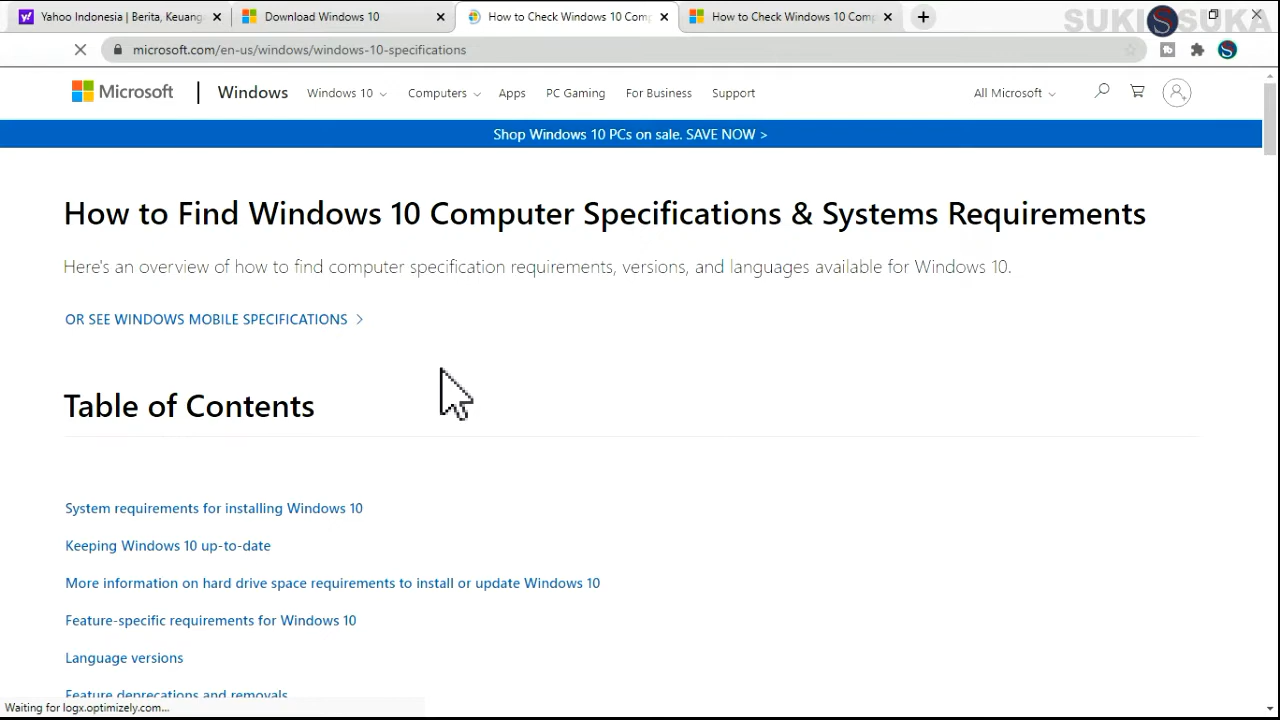 Yahoo Indonesia | Berita, Keuang
Download Windows 10
How to Check Windows 10 Comp
How to Check Windows 10 Comp
SUKISSUKA
microsoft.com/en-us/windows/windows-10-specifications
Microsoft
Windows
Windows 10
Computers
Apps
PC Gaming
For Business
Support
All Microsoft
Shop Windows 10 PCs on sale. SAVE NOW >
How to Find Windows 10 Computer Specifications & Systems Requirements
Here's an overview of how to find computer specification requirements, versions, and languages available for Windows 10.
OR SEE WINDOWS MOBILE SPECIFICATIONS >
Table of Contents
System requirements for installing Windows 10
Keeping Windows 10 up-to-date
More information on hard drive space requirements to install or update Windows 10
Feature-specific requirements for Windows 10
Language versions
Feature deprecations and removals
Waiting for logx.optimizely.com...